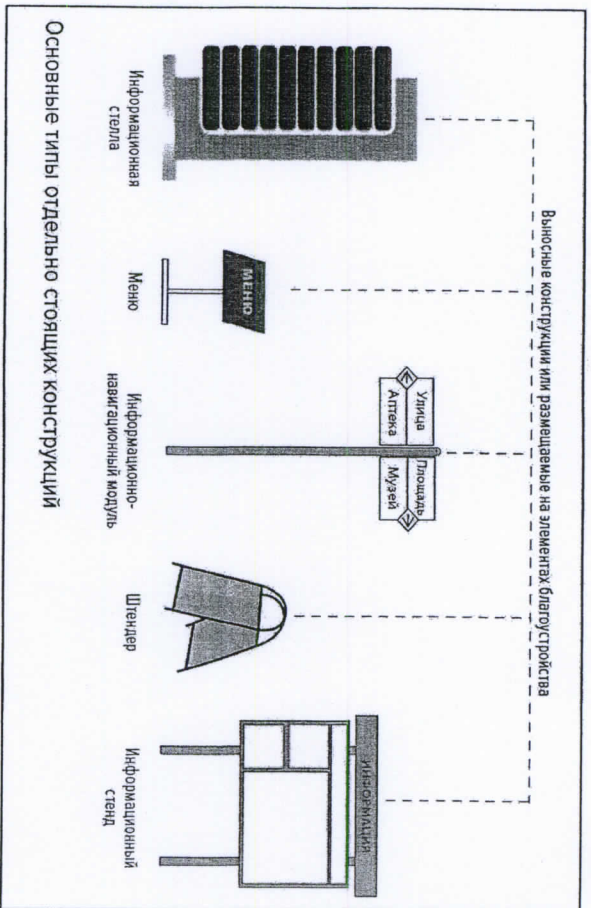 Выносные конструкции или размещаемые на элементах благоустройства
МЕНЮ
Улица
Аптека
Площадь
Музей
ИНФОРМАЦИЯ
Информационная
стелла
Меню
Информационно-
навигационный модуль
Штендер
Информационный
стенд
Основные типы отдельно стоящих конструкций